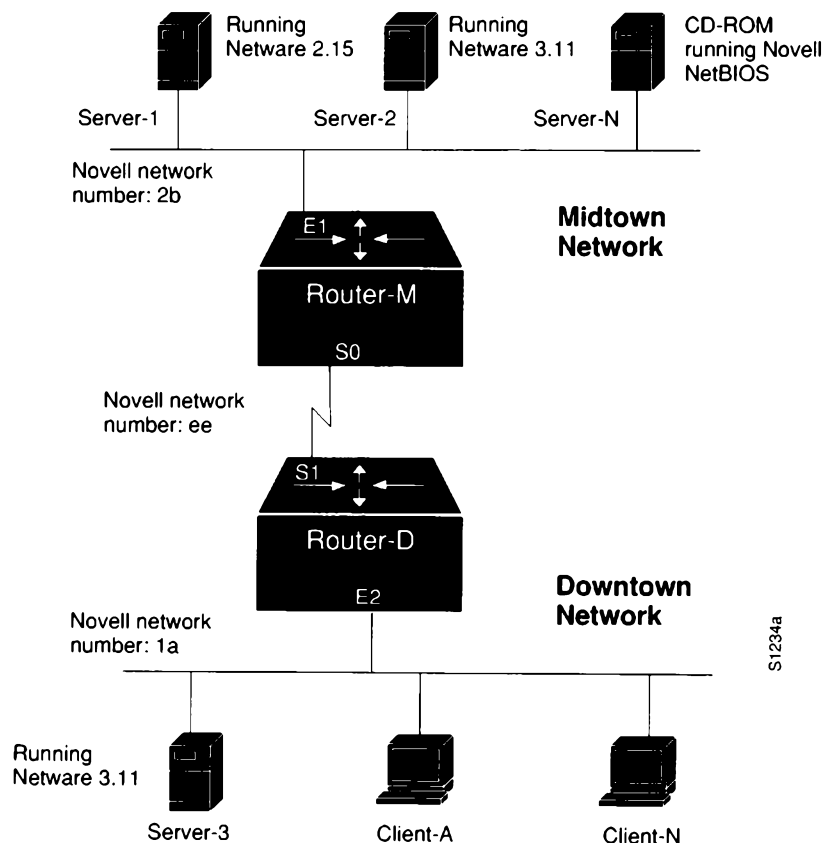 Running
Netware 2.15
Running
Netware 3.11
CD-ROM
running Novell
NetBIOS
Server-1
Server-2
Server-N
Novell network
number: 2b
Midtown
Network
E1
Router-M
S0
Novell network
number: ee
S1
Router-D
E2
Downtown
Network
Novell network
number: 1a
S1234a
Running
Netware 3.11
Server-3
Client-A
Client-N